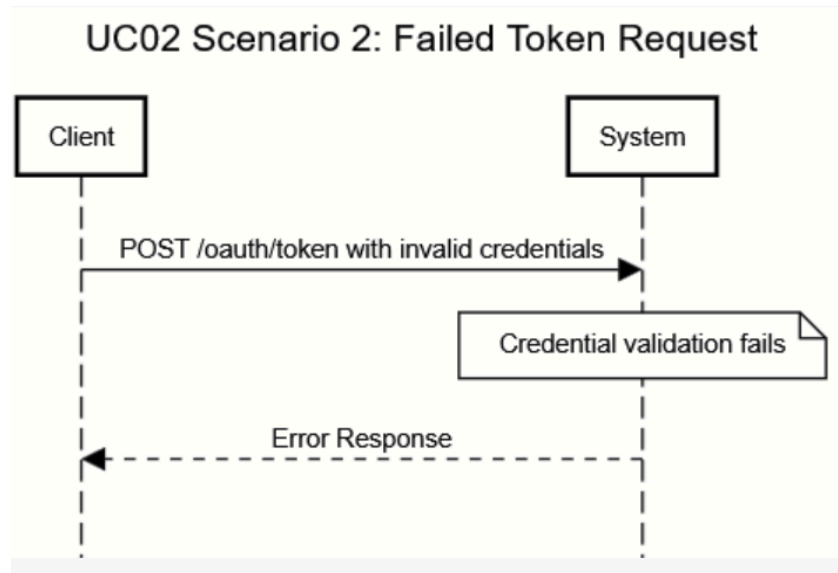 UC02 Scenario 2: Failed Token Request
Client
System
POST /oauth/token with invalid credentials
Credential validation fails
Error Response